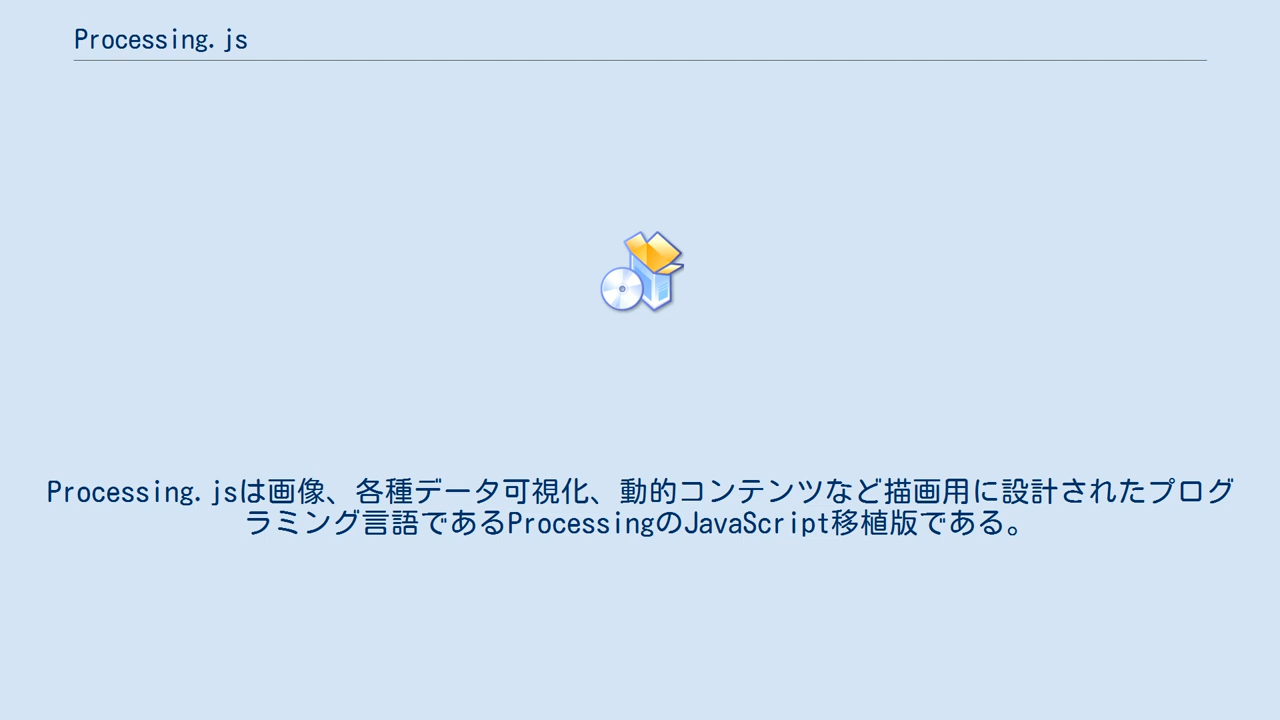 Processing.js
Processing.jsは画像、各種データ可視化、動的コンテンツなど描画用に設計されたプログ
ラミング言語であるProcessingのJavaScript移植版である。